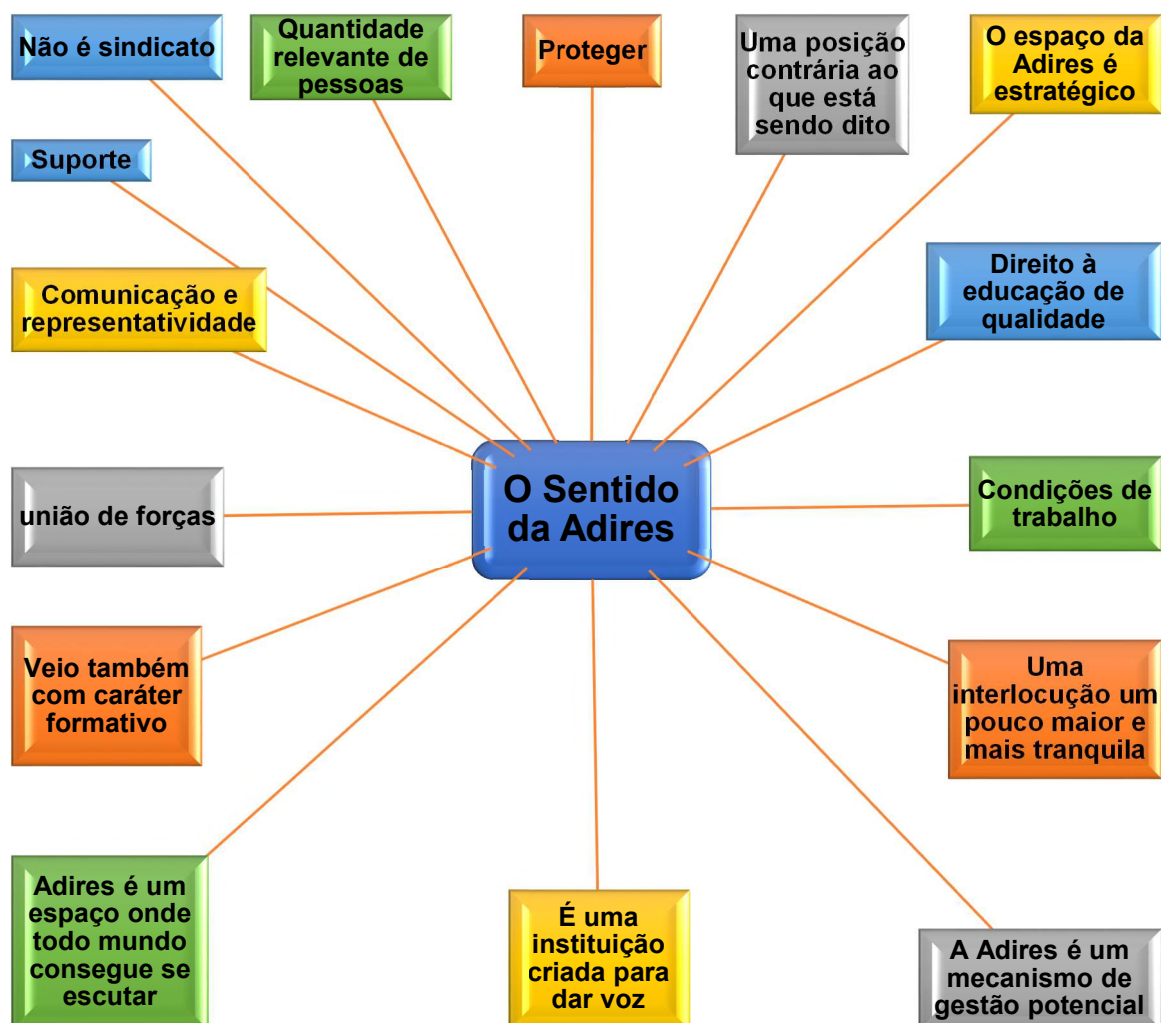 Não é sindicato
Quantidade
relevante de
pessoas
Proteger
Uma posição
contrária ao
que está
sendo dito
O espaço da
Adires é
estratégico
Suporte
Comunicação e
representatividade
Direito à
educação de
qualidade
O Sentido
da Adires
união de forças
Condições de
trabalho
Veio também
com caráter
formativo
Uma
interlocução um
pouco maior e
mais tranquila
Adires é um
espaço onde
todo mundo
consegue se
escutar
É uma
instituição
criada para
dar voz
A Adires é um
mecanismo de
gestão potencial